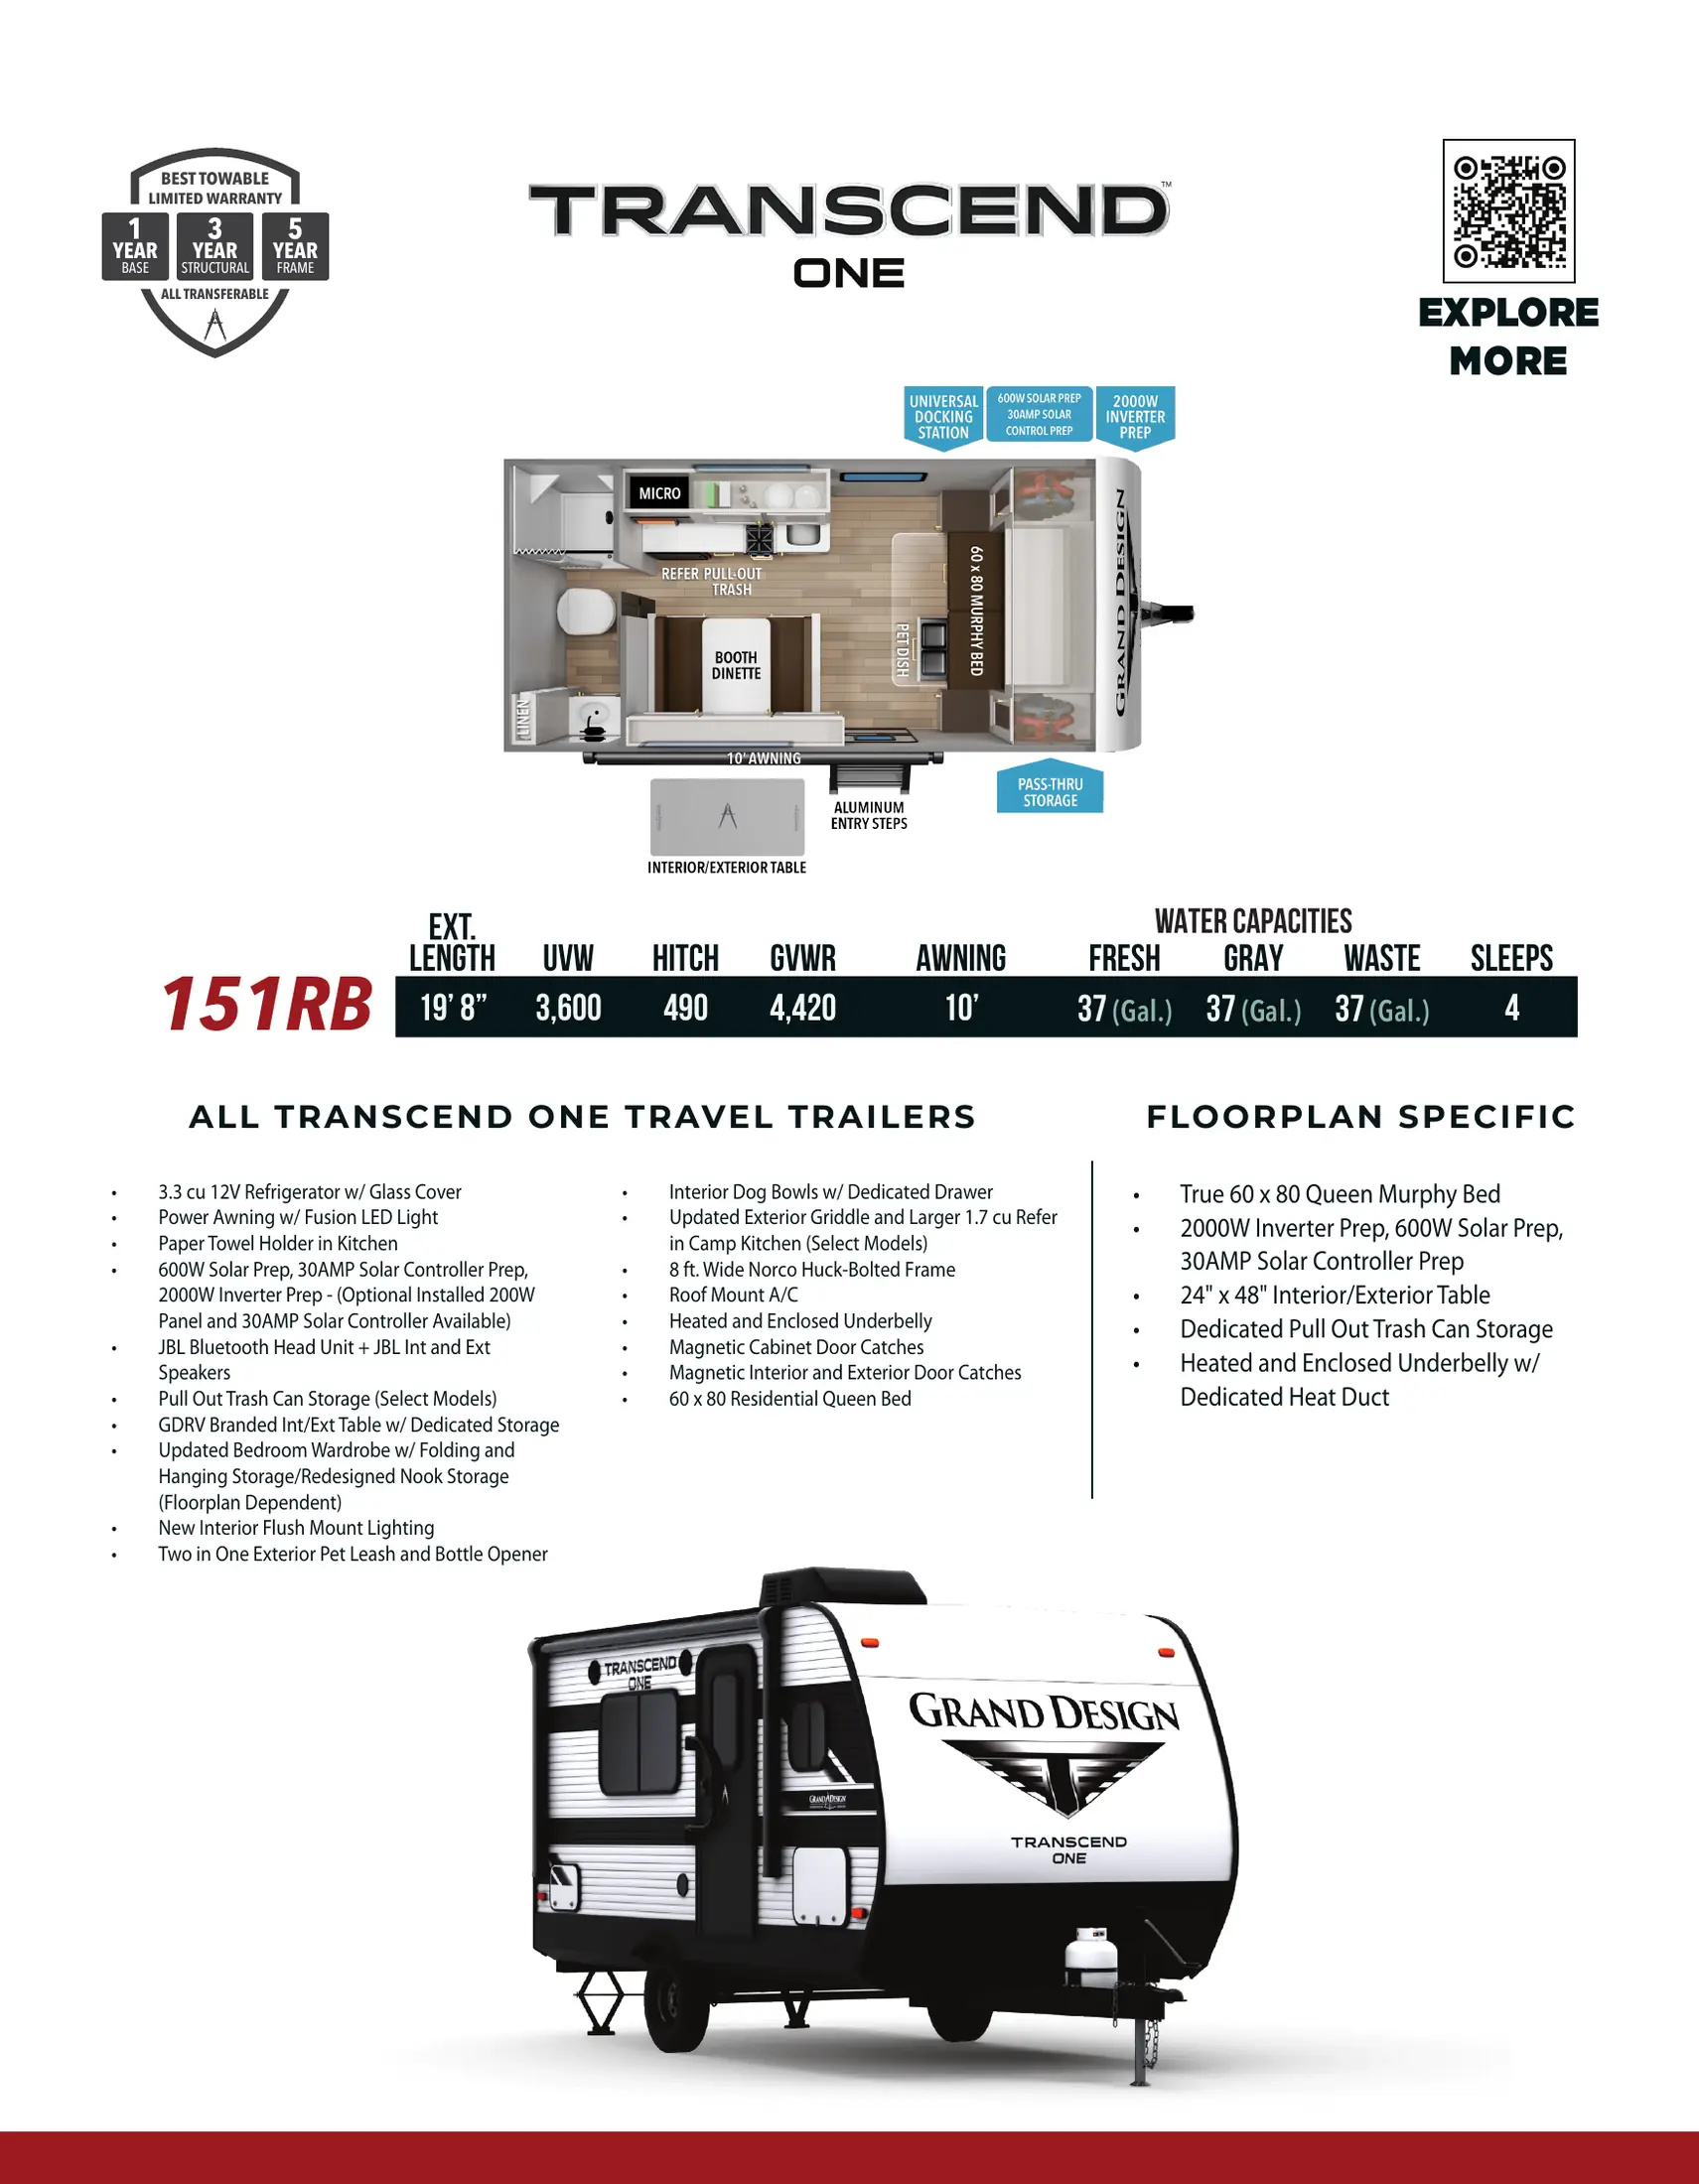 BEST TOWABLE
LIMITED WARRANTY
1 YEAR BASE
3 YEAR STRUCTURAL
5 YEAR FRAME
ALL TRANSFERABLE
TRANSCEND™
ONE
EXPLORE
MORE
UNIVERSAL
DOCKING
STATION
600W SOLAR PREP
30AMP SOLAR
CONTROL PREP
2000W
INVERTER
PREP
MICRO
REFER PULL-OUT
TRASH
BOOTH
DINETTE
PET DISH
60 x 80 MURPHY BED
GRAND DESIGN
LINEN
10' AWNING
ALUMINUM
ENTRY STEPS
PASS-THRU
STORAGE
INTERIOR/EXTERIOR TABLE
WATER CAPACITIES
EXT. LENGTH UVW HITCH GVWR AWNING FRESH GRAY WASTE SLEEPS
151RB 19’ 8” 3,600 490 4,420 10’ 37 (Gal.) 37 (Gal.) 37 (Gal.) 4
ALL TRANSCEND ONE TRAVEL TRAILERS
• 3.3 cu 12V Refrigerator w/ Glass Cover
• Power Awning w/ Fusion LED Light
• Paper Towel Holder in Kitchen
• 600W Solar Prep, 30AMP Solar Controller Prep,
2000W Inverter Prep - (Optional Installed 200W
Panel and 30AMP Solar Controller Available)
• JBL Bluetooth Head Unit + JBL Int and Ext
Speakers
• Pull Out Trash Can Storage (Select Models)
• GDRV Branded Int/Ext Table w/ Dedicated Storage
• Updated Bedroom Wardrobe w/ Folding and
Hanging Storage/Redesigned Nook Storage
(Floorplan Dependent)
• New Interior Flush Mount Lighting
• Two in One Exterior Pet Leash and Bottle Opener
• Interior Dog Bowls w/ Dedicated Drawer
• Updated Exterior Griddle and Larger 1.7 cu Refer
in Camp Kitchen (Select Models)
• 8 ft. Wide Norco Huck-Bolted Frame
• Roof Mount A/C
• Heated and Enclosed Underbelly
• Magnetic Cabinet Door Catches
• Magnetic Interior and Exterior Door Catches
• 60 x 80 Residential Queen Bed
FLOORPLAN SPECIFIC
• True 60 x 80 Queen Murphy Bed
• 2000W Inverter Prep, 600W Solar Prep,
30AMP Solar Controller Prep
• 24" x 48" Interior/Exterior Table
• Dedicated Pull Out Trash Can Storage
• Heated and Enclosed Underbelly w/
Dedicated Heat Duct
TRANSCEND
ONE
GRAND DESIGN
GRAND DESIGN
TRANSCEND
ONE